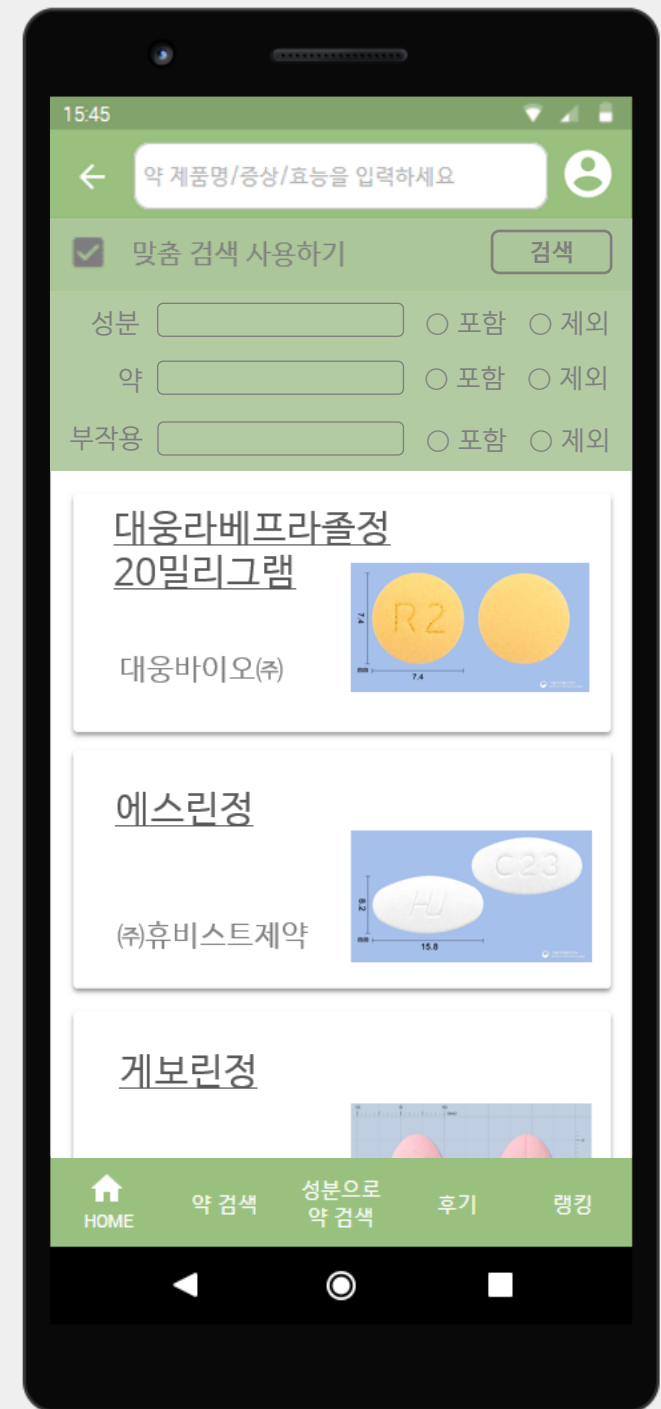 15:45
약 제품명/증상/효능을 입력하세요
맞춤 검색 사용하기 검색
성분 포함 제외
약 포함 제외
부작용 포함 제외
대웅라베프라졸정
20밀리그램
대웅바이오㈜
7.4
R2
mm
7.4
에스린정
㈜휴비스트제약
C23
HJ
8.2
mm
15.8
게보린정
HOME
약 검색
성분으로
약 검색
후기
랭킹